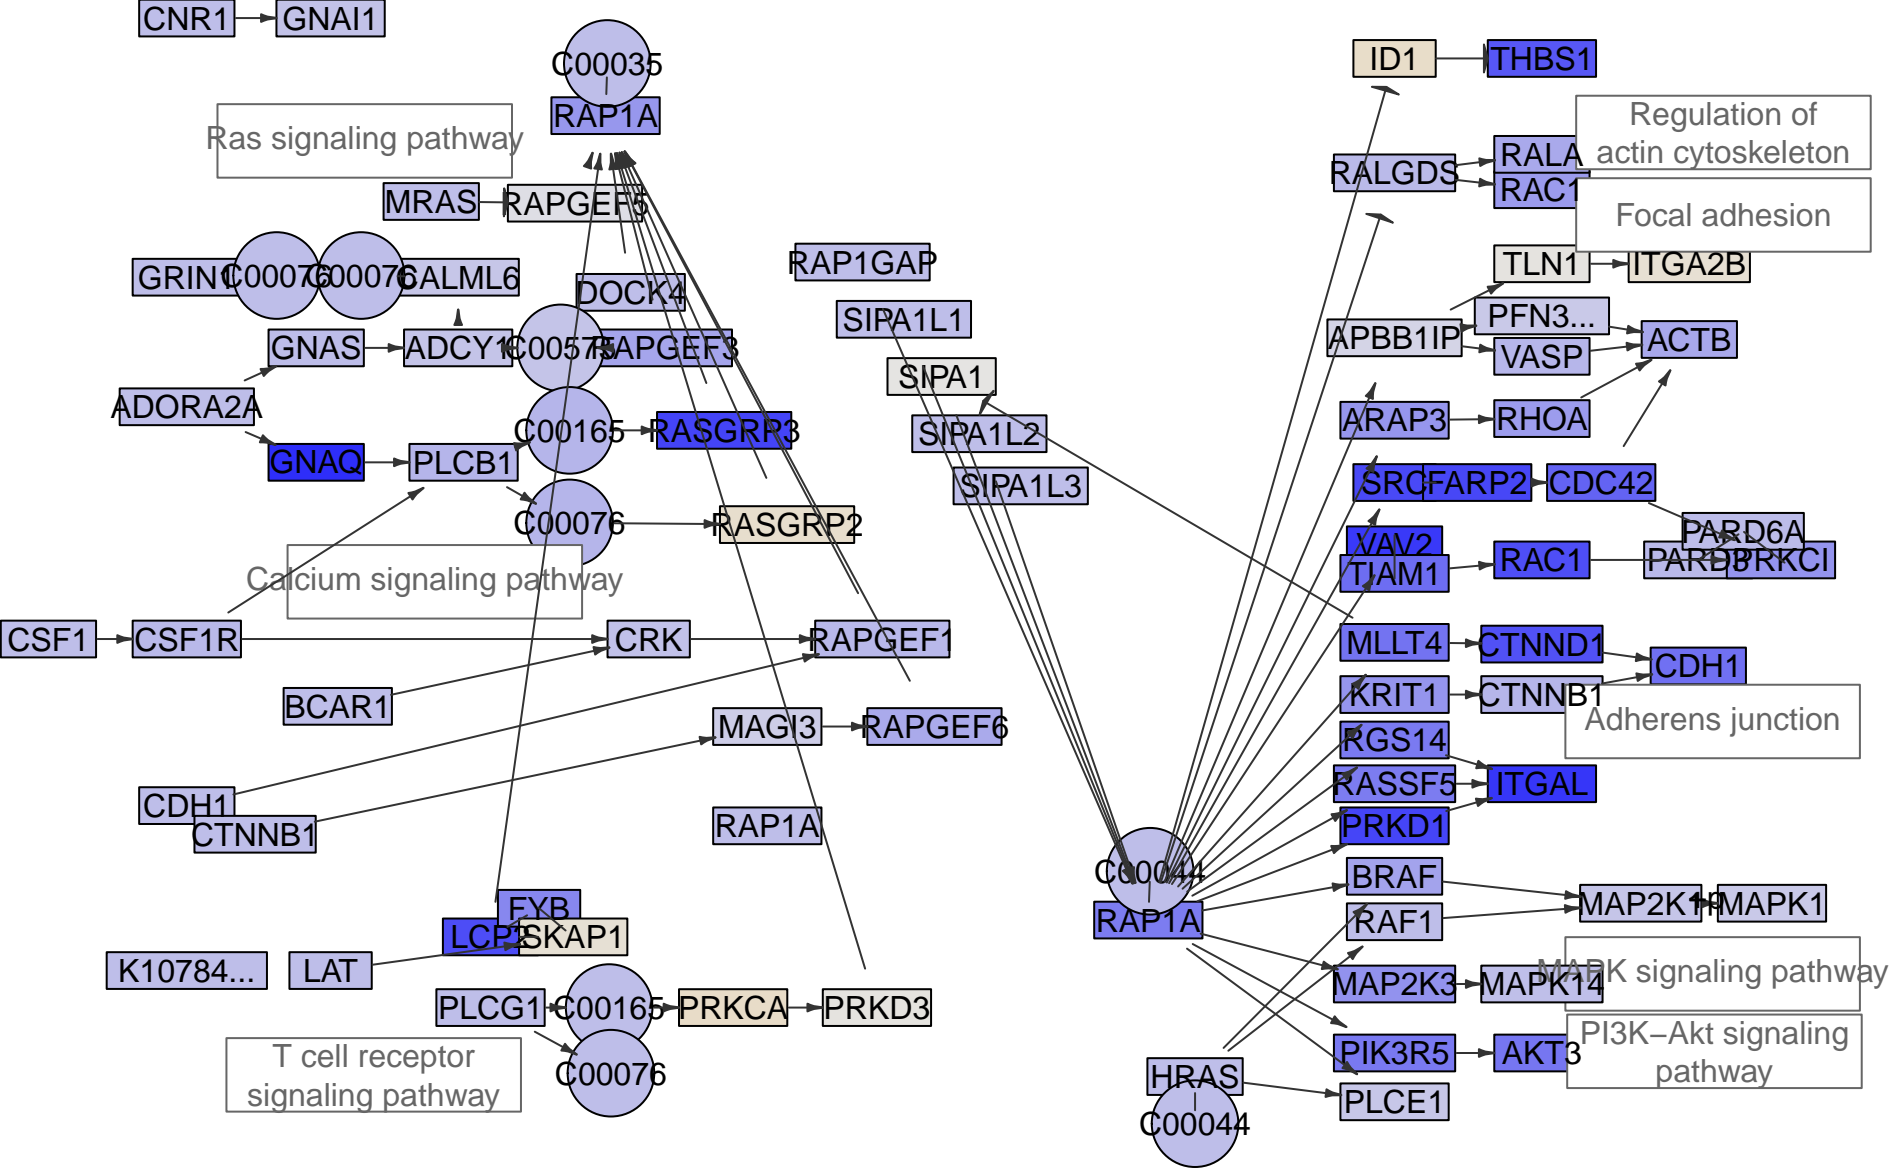 CNR1
GNAI1
C00035
RAP1A
Ras signaling pathway
MRAS
RAPGEF5
GRIN1
C00076
C00076
CALML6
DOCK4
GNAS
ADCY1
C00575
RAPGEF3
ADORA2A
C00165
RASGRP3
GNAQ
PLCB1
C00076
RASGRP2
Calcium signaling pathway
CSF1
CSF1R
CRK
RAPGEF1
BCAR1
MAGI3
RAPGEF6
CDH1
CTNNB1
RAP1A
FYB
LCP2
SKAP1
K10784...
LAT
PLCG1
C00165
PRKCA
PRKD3
C00076
T cell receptor
signaling pathway
RAP1GAP
SIPA1L1
SIPA1
SIPA1L2
SIPA1L3
C00044
RAP1A
HRAS
C00044
ID1
THBS1
Regulation of
actin cytoskeleton
RALGDS
RALA
RAC1
Focal adhesion
TLN1
ITGA2B
PFN3...
APBB1IP
VASP
ACTB
ARAP3
RHOA
SRC
FARP2
CDC42
VAV2
TIAM1
RAC1
PARD6A
PARD3
PRKCI
MLLT4
CTNND1
CDH1
KRIT1
CTNNB1
Adherens junction
RGS14
RASSF5
ITGAL
PRKD1
BRAF
RAF1
MAP2K1
+p
MAPK1
MAP2K3
MAPK14
MAPK signaling pathway
PIK3R5
AKT3
PI3K−Akt signaling
pathway
PLCE1